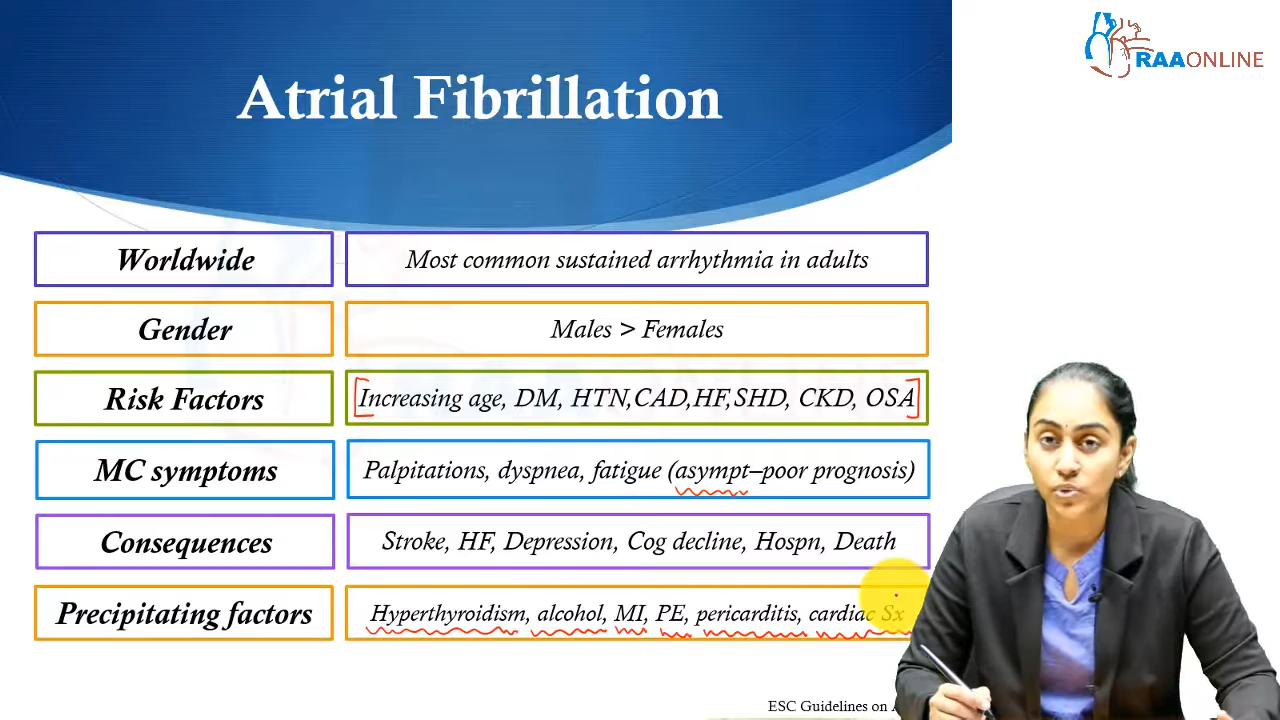 RAAONLINE
Atrial Fibrillation
Worldwide
Most common sustained arrhythmia in adults
Gender
Males > Females
Risk Factors
Increasing age, DM, HTN,CAD,HF,SHD, CKD, OSA
MC symptoms
Palpitations, dyspnea, fatigue (asympt–poor prognosis)
Consequences
Stroke, HF, Depression, Cog decline, Hospn, Death
Precipitating factors
Hyperthyroidism, alcohol, MI, PE, pericarditis, cardiac Sx
ESC Guidelines on